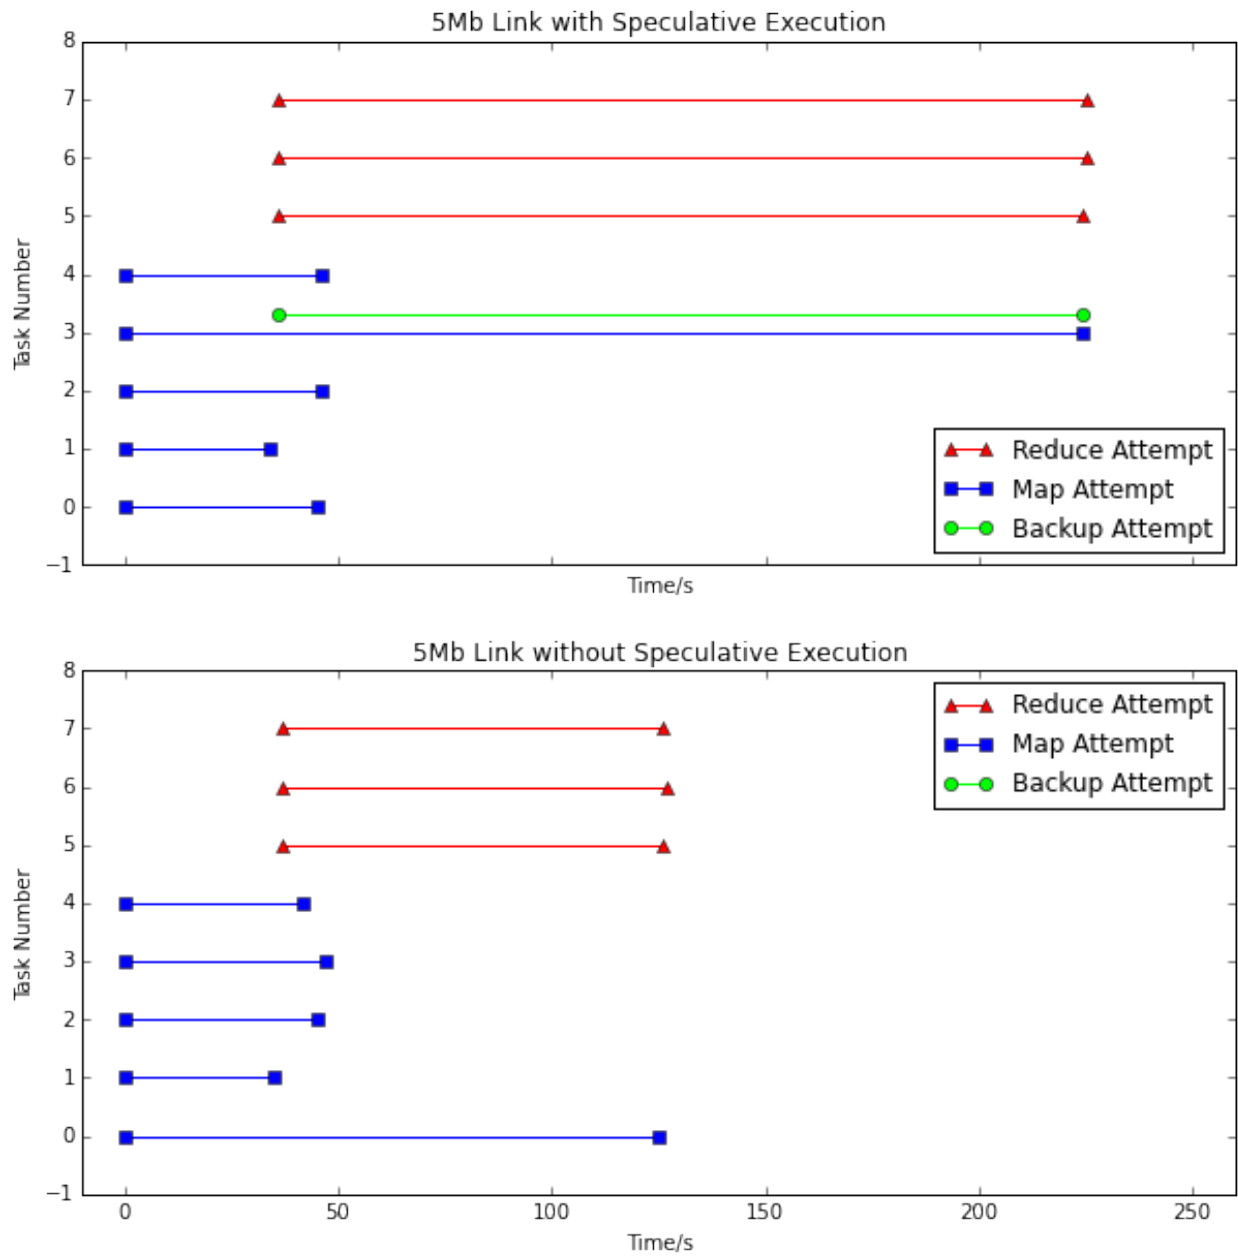 5Mb Link with Speculative Execution
8
7
6
5
4
3
2
1
0
−1
Task Number
Reduce Attempt
Map Attempt
Backup Attempt
Time/s
5Mb Link without Speculative Execution
8
7
6
5
4
3
2
1
0
−1
Task Number
Reduce Attempt
Map Attempt
Backup Attempt
0 50 100 150 200 250
Time/s